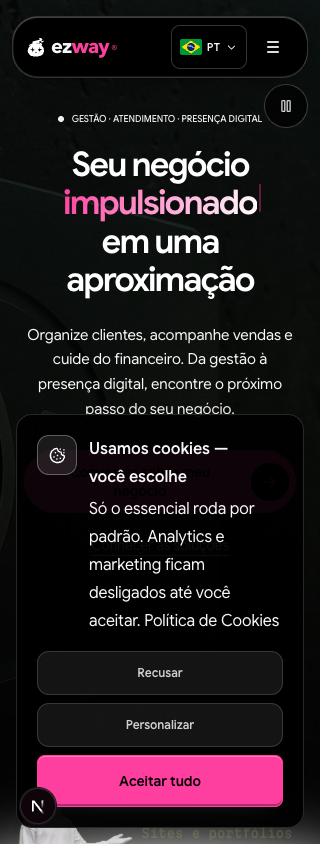 ezway®
PT
GESTÃO · ATENDIMENTO · PRESENÇA DIGITAL
Seu negócio
impulsionado
em uma
aproximação
Organize clientes, acompanhe vendas e
cuide do financeiro. Da gestão à
presença digital, encontre o próximo
passo do seu negócio.
Usamos cookies —
você escolhe
Só o essencial roda por
padrão. Analytics e
marketing ficam
desligados até você
aceitar. Política de Cookies
Recusar
Personalizar
Aceitar tudo
N
Sites e portfólios